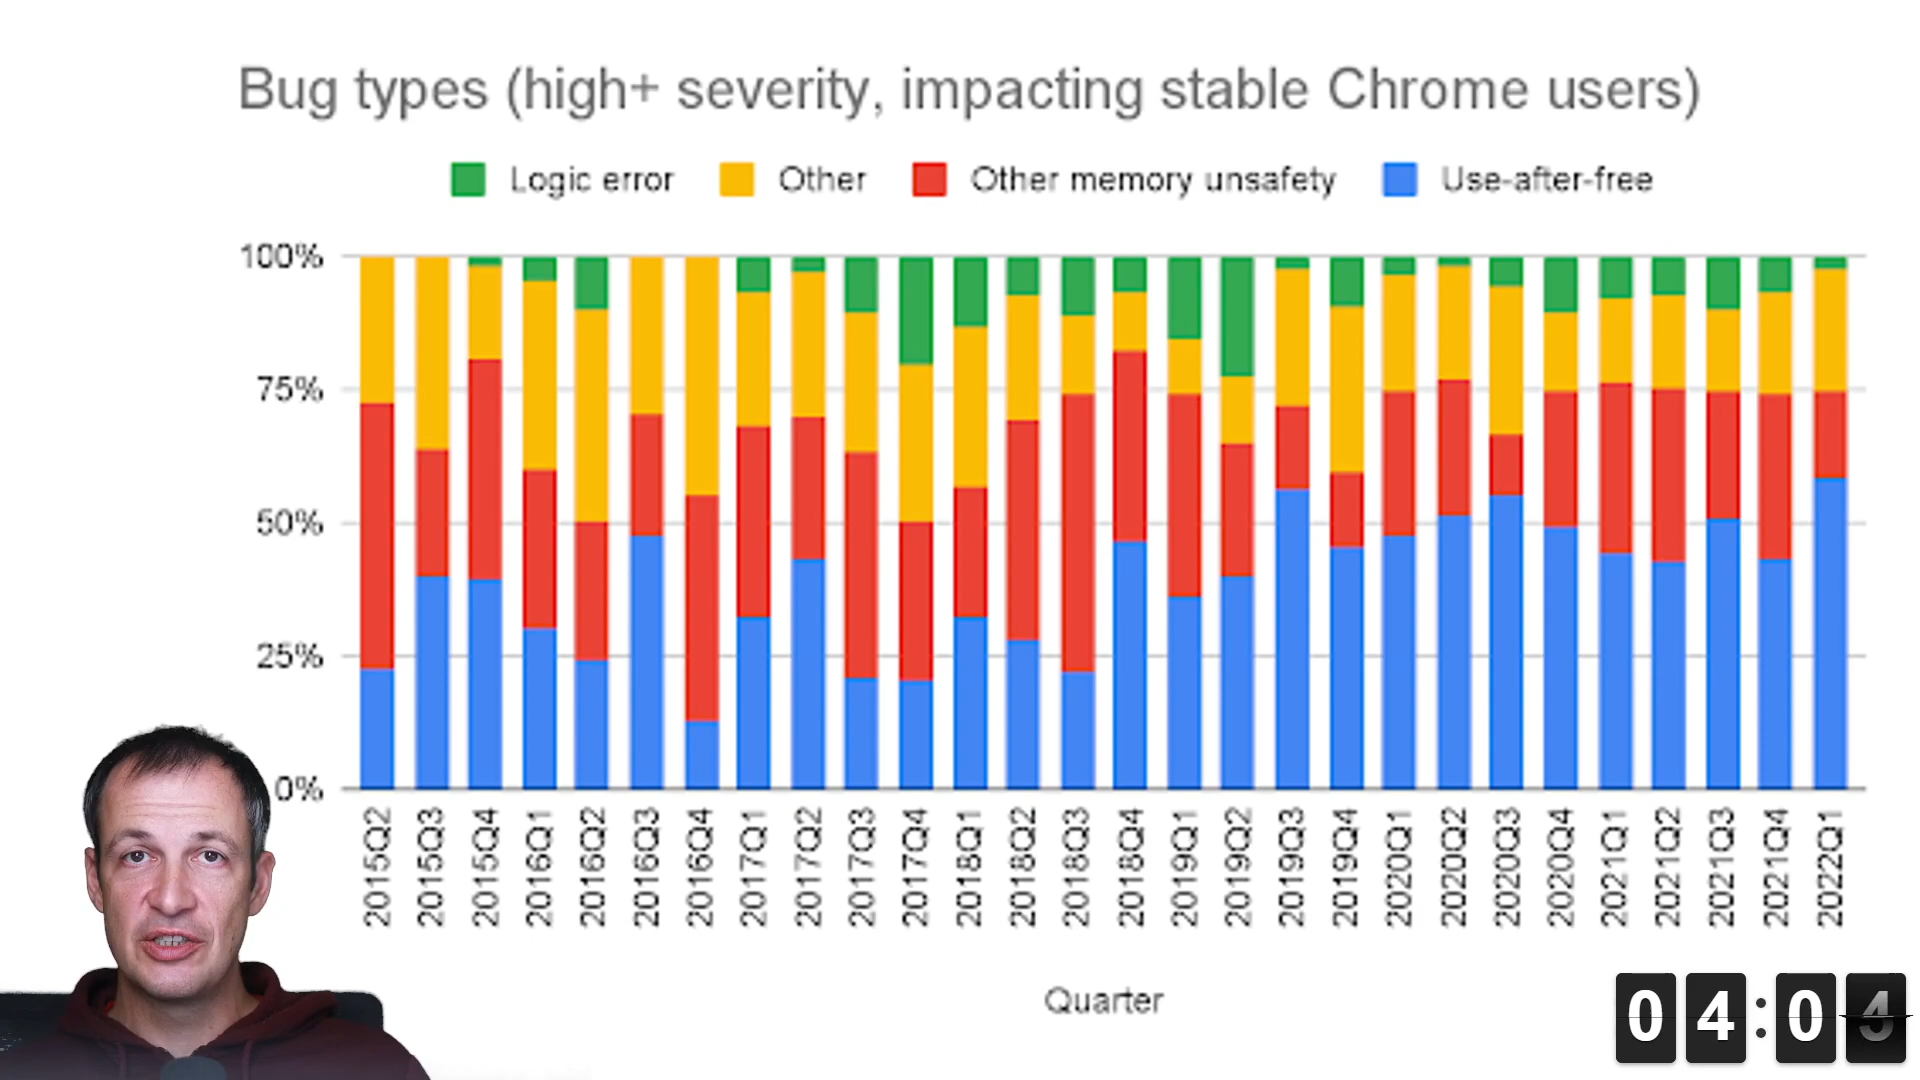 Bug types (high+ severity, impacting stable Chrome users)
Logic error Other Other memory unsafety Use-after-free
100%
75%
50%
25%
0%
2015Q2 2015Q3 2015Q4 2016Q1 2016Q2 2016Q3 2016Q4 2017Q1 2017Q2 2017Q3 2017Q4 2018Q1 2018Q2 2018Q3 2018Q4 2019Q1 2019Q2 2019Q3 2019Q4 2020Q1 2020Q2 2020Q3 2020Q4 2021Q1 2021Q2 2021Q3 2021Q4 2022Q1
Quarter
04:04